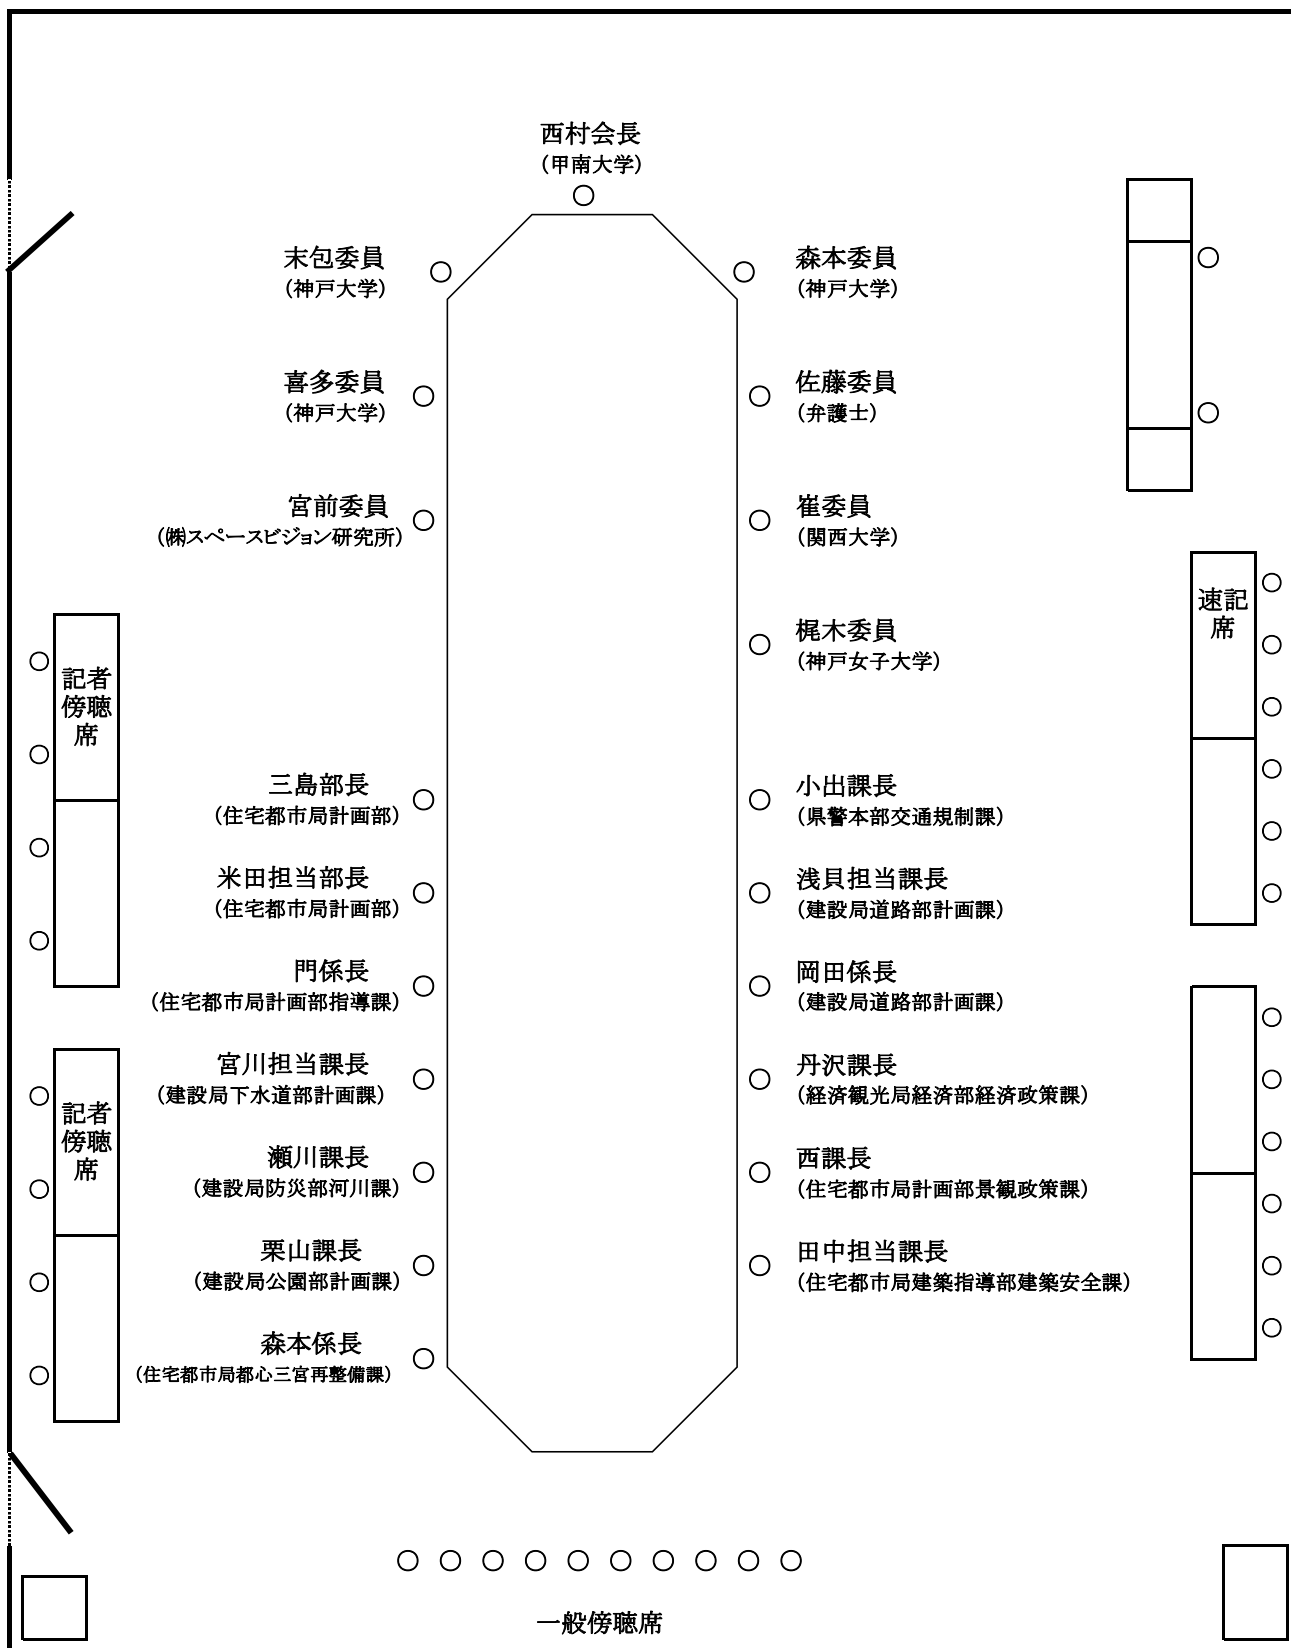 西村会長
（甲南大学）
末包委員
（神戸大学）
森本委員
（神戸大学）
喜多委員
（神戸大学）
佐藤委員
（弁護士）
宮前委員
（㈱スペースビジョン研究所）
崔委員
（関西大学）
梶木委員
（神戸女子大学）
速記
席
記者
傍聴
席
三島部長
（住宅都市局計画部）
小出課長
（県警本部交通規制課）
米田担当部長
（住宅都市局計画部）
浅貝担当課長
（建設局道路部計画課）
門係長
（住宅都市局計画部指導課）
岡田係長
（建設局道路部計画課）
宮川担当課長
（建設局下水道部計画課）
丹沢課長
（経済観光局経済部経済政策課）
記者
傍聴
席
瀬川課長
（建設局防災部河川課）
西課長
（住宅都市局計画部景観政策課）
栗山課長
（建設局公園部計画課）
田中担当課長
（住宅都市局建築指導部建築安全課）
森本係長
（住宅都市局都心三宮再整備課）
一般傍聴席